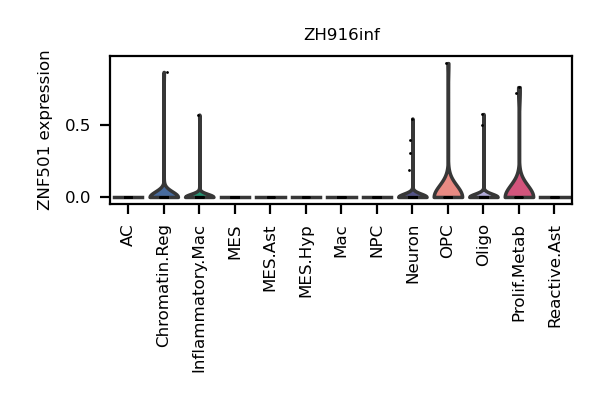 ZH916inf
ZNF501 expression
0.5
0.0
AC
Chromatin.Reg
Inflammatory.Mac
MES
MES.Ast
MES.Hyp
Mac
NPC
Neuron
OPC
Oligo
Prolif.Metab
Reactive.Ast